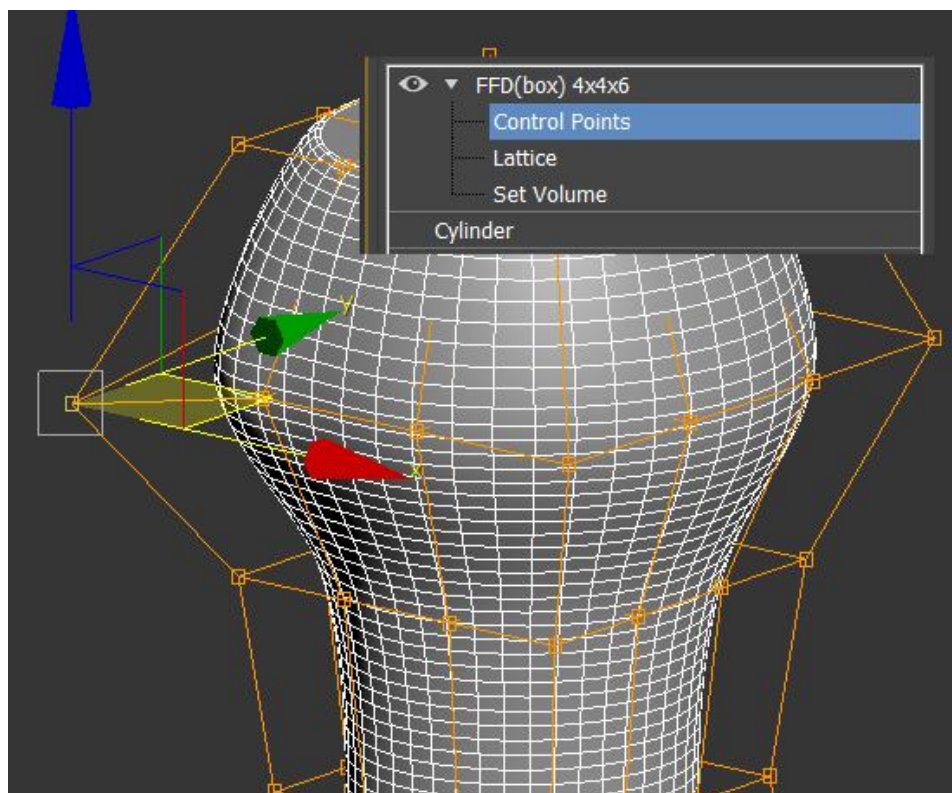 FFD(box) 4x4x6
Control Points
Lattice
Set Volume
Cylinder
y
x